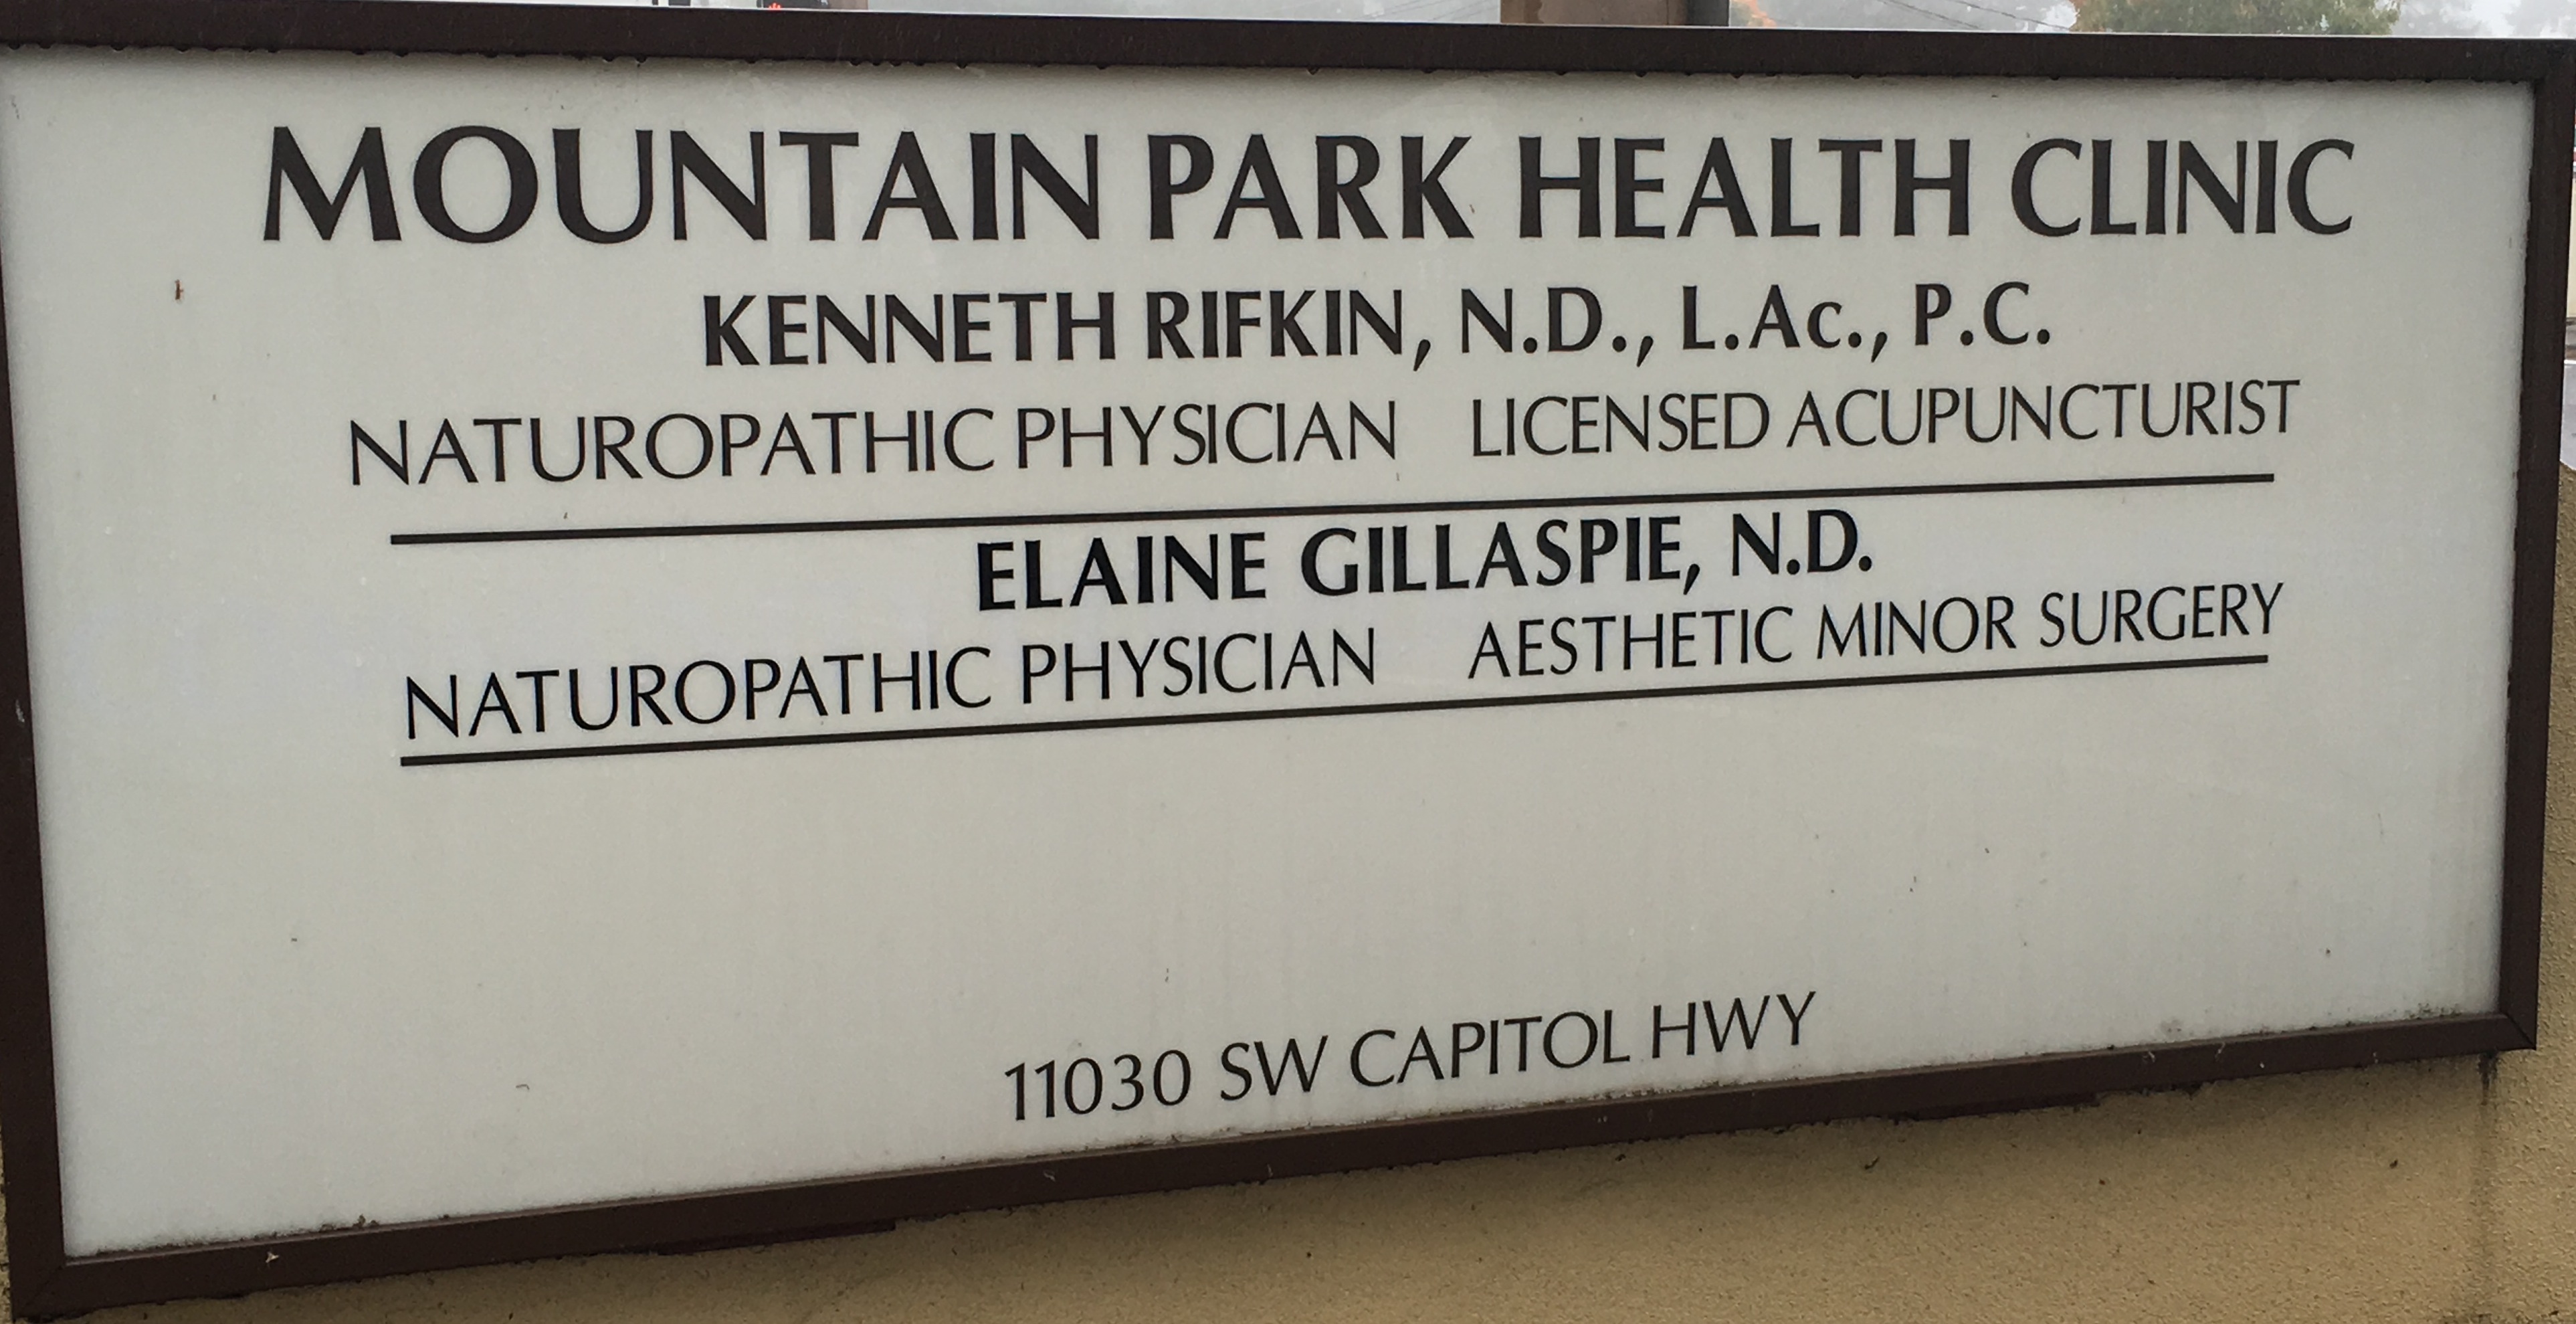 MOUNTAIN PARK HEALTH CLINIC
KENNETH RIFKIN, N.D., L.Ac., P.C.
NATUROPATHIC PHYSICIAN LICENSED ACUPUNCTURIST
ELAINE GILLASPIE, N.D.
NATUROPATHIC PHYSICIAN AESTHETIC MINOR SURGERY
11030 SW CAPITOL HWY